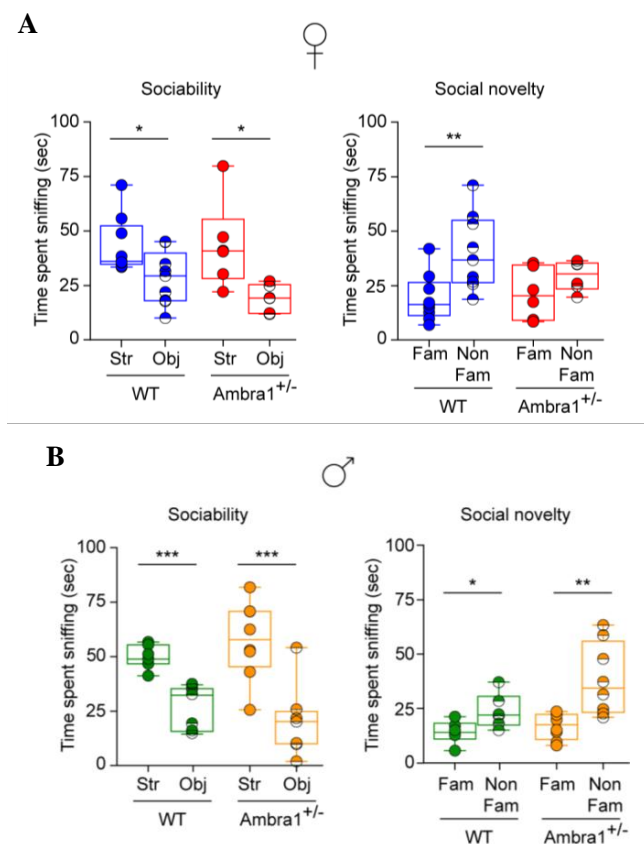 A
♀
Sociability
Social novelty
Time spent sniffing (sec)
100
75
50
25
0
*
*
Str Obj Str Obj
WT Ambra1+/-
Time spent sniffing (sec)
100
75
50
25
0
**
Fam Non Fam Fam Non Fam
WT Ambra1+/-
B
♂
Sociability
Social novelty
Time spent sniffing (sec)
100
75
50
25
0
***
***
Str Obj Str Obj
WT Ambra1+/-
Time spent sniffing (sec)
100
75
50
25
0
*
**
Fam Non Fam Fam Non Fam
WT Ambra1+/-